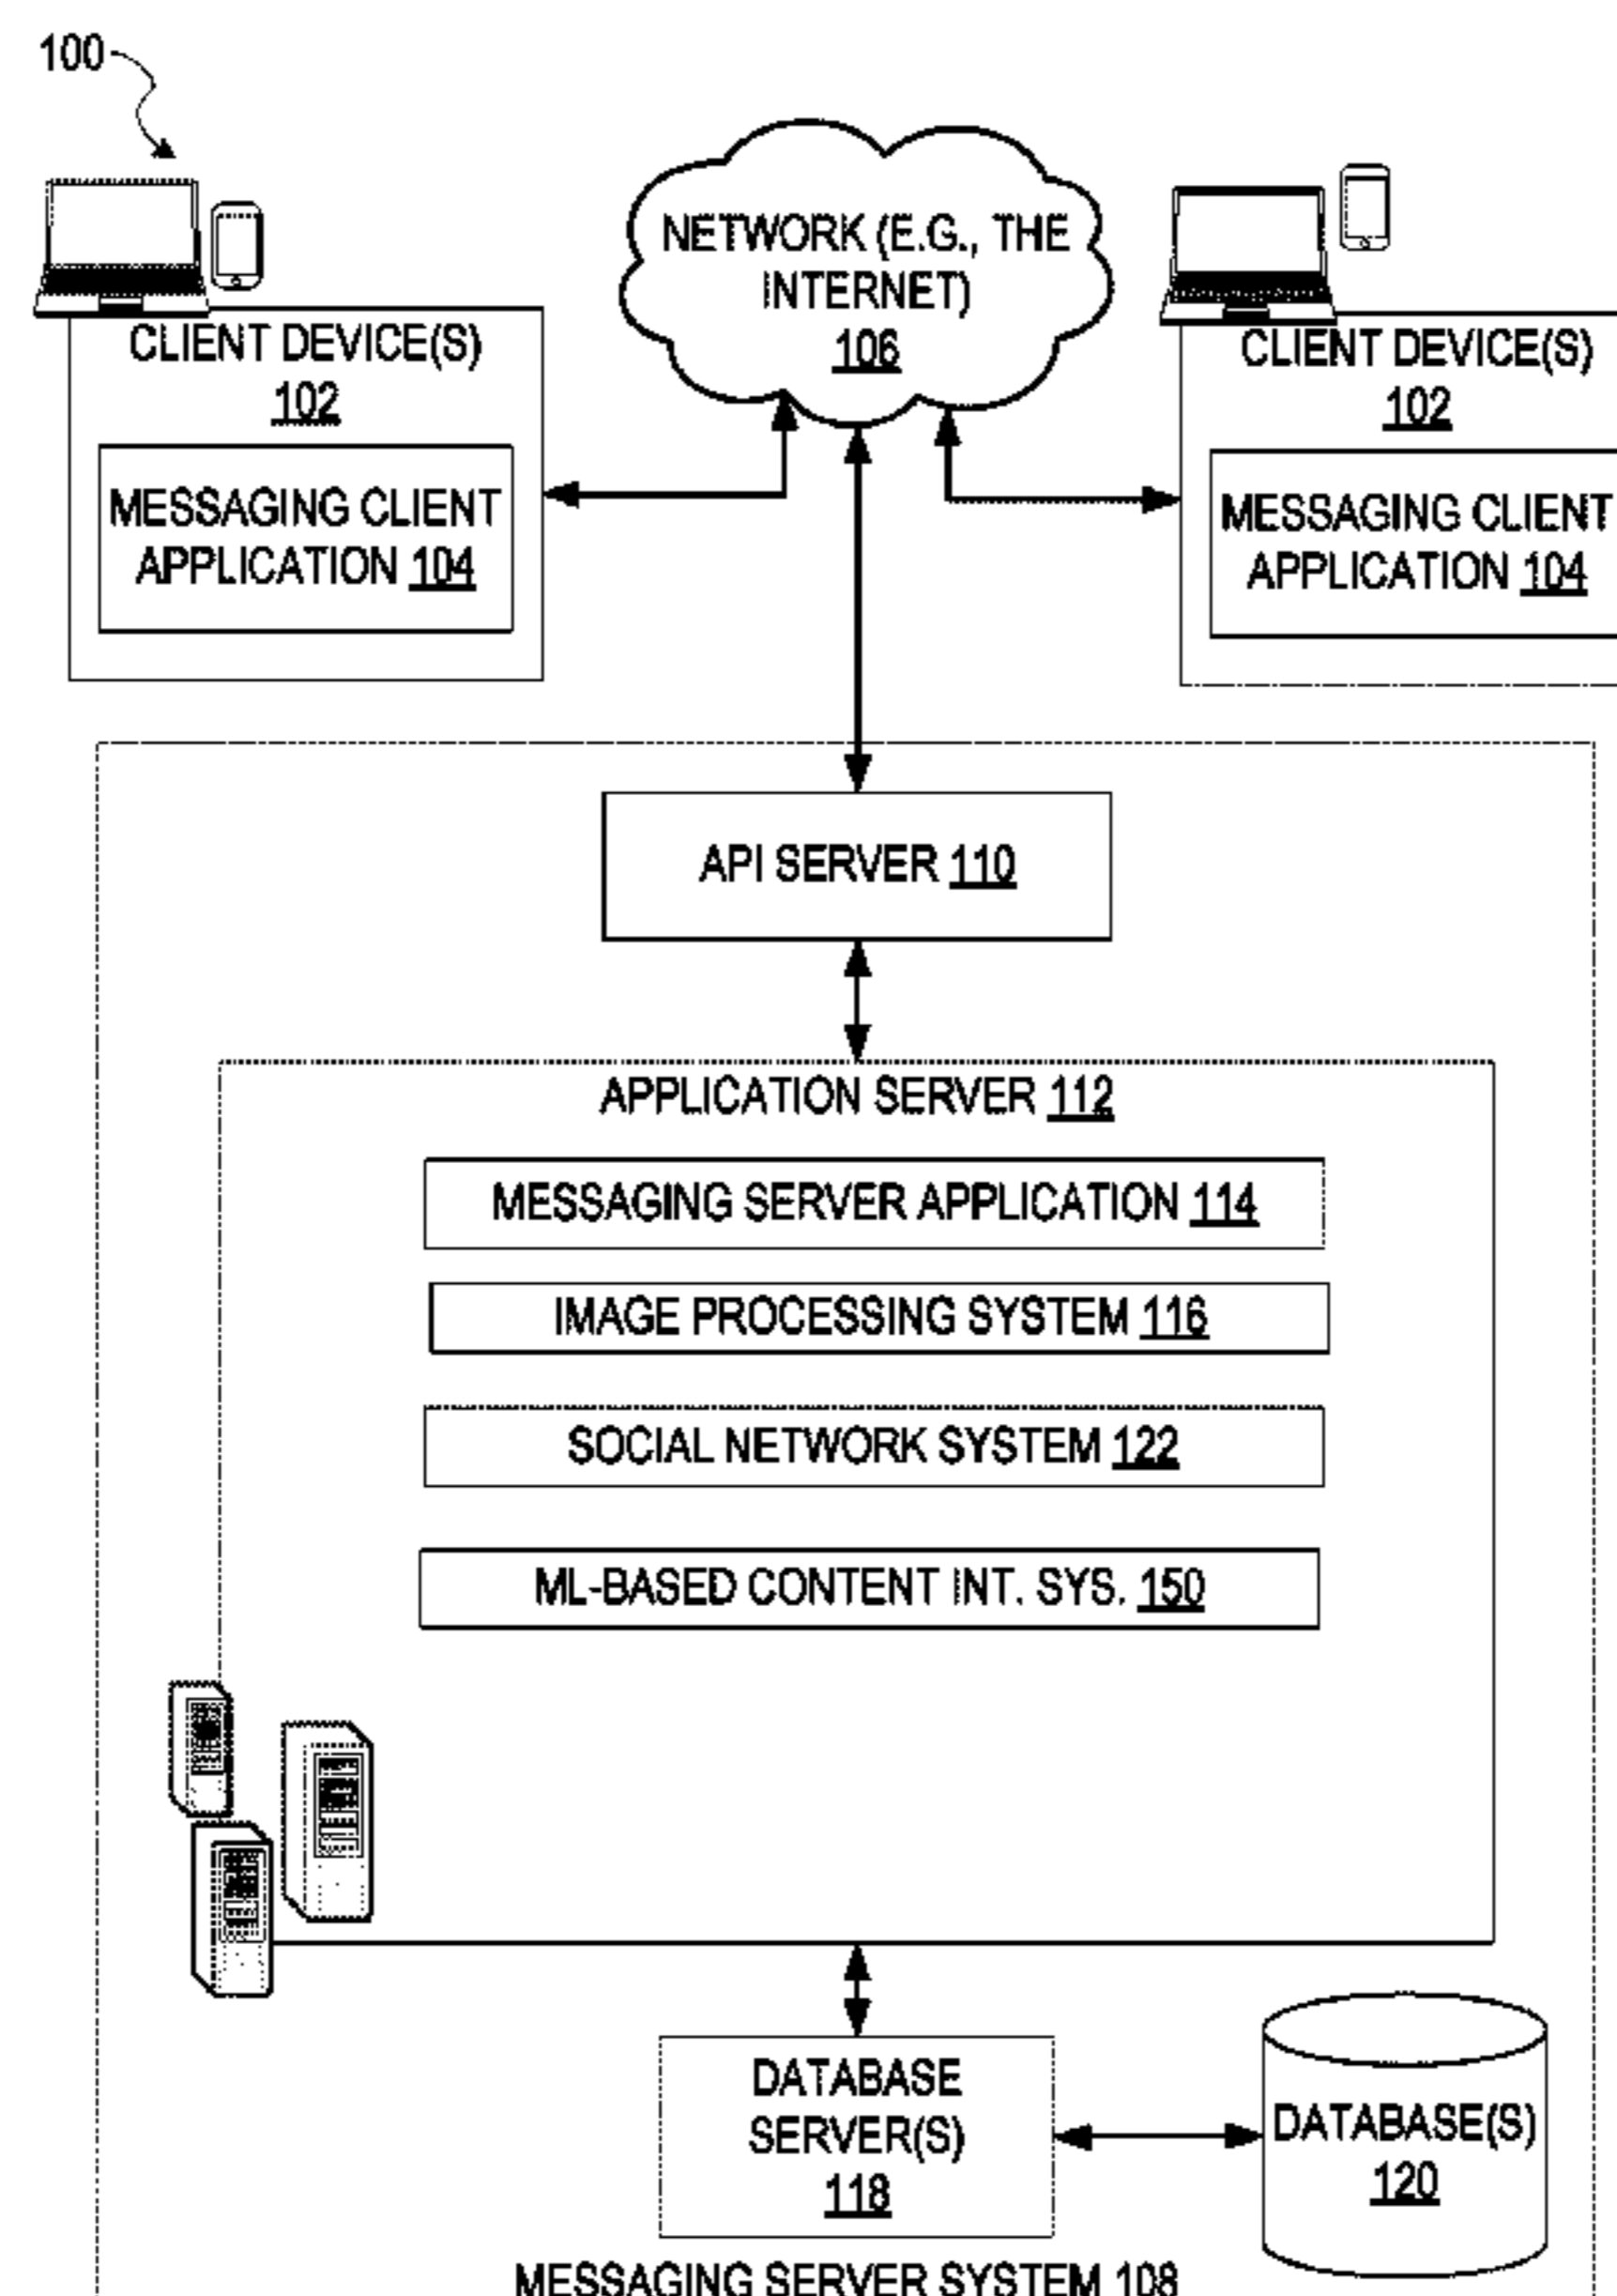 100
NETWORK (E.G., THE
INTERNET)
106
CLIENT DEVICE(S)
102
MESSAGING CLIENT
APPLICATION 104
CLIENT DEVICE(S)
102
MESSAGING CLIENT
APPLICATION 104
API SERVER 110
APPLICATION SERVER 112
MESSAGING SERVER APPLICATION 114
IMAGE PROCESSING SYSTEM 116
SOCIAL NETWORK SYSTEM 122
ML-BASED CONTENT INT. SYS. 150
DATABASE
SERVER(S)
118
DATABASE(S)
120
MESSAGING SERVER SYSTEM 108